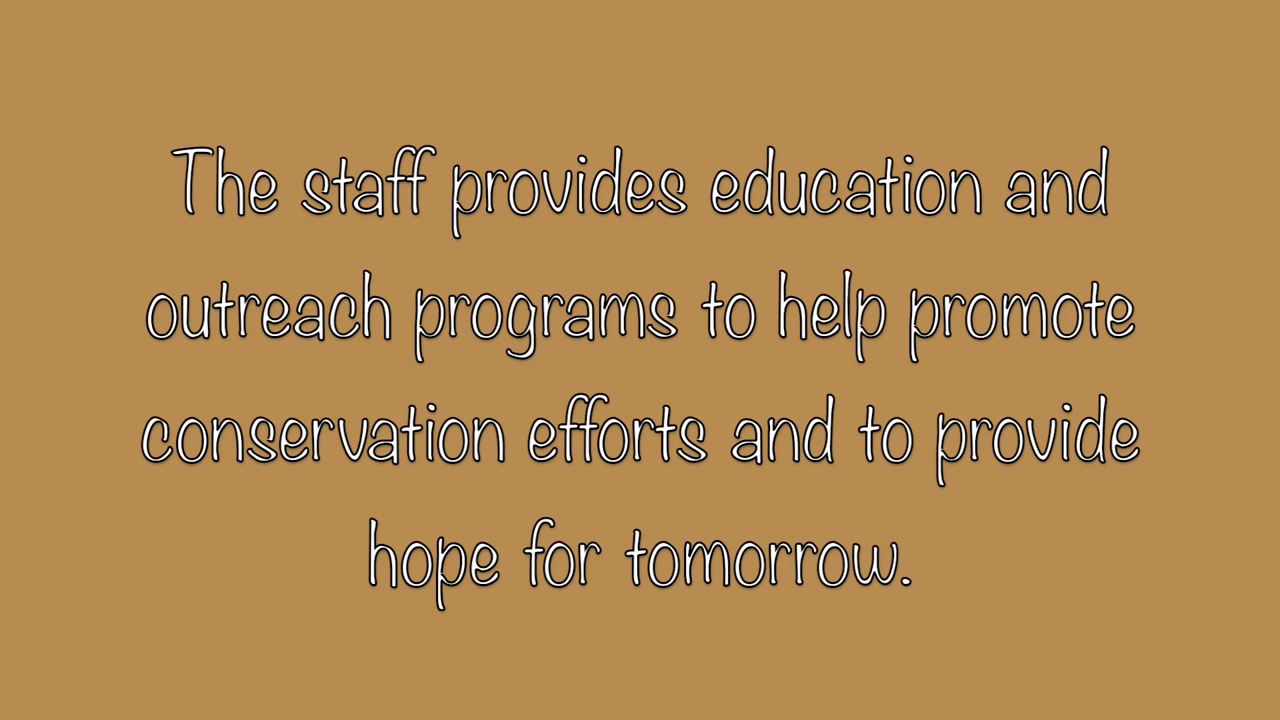 The staff provides education and
outreach programs to help promote
conservation efforts and to provide
hope for tomorrow.